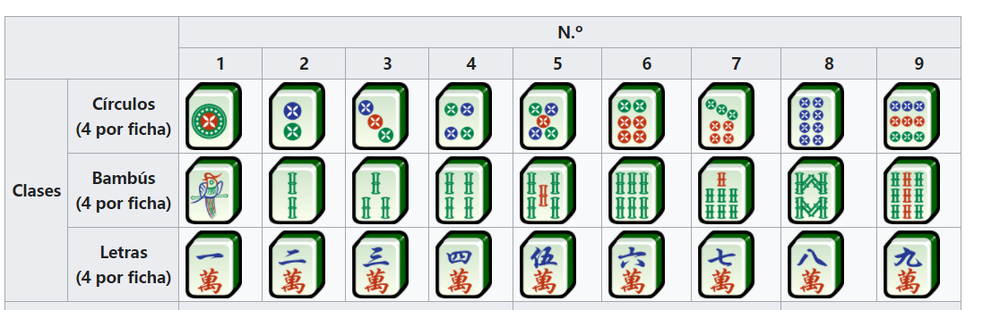 N.º
1 2 3 4 5 6 7 8 9
Círculos
(4 por ficha)
Clases
Bambús
(4 por ficha)
Letras
(4 por ficha)
一 二 三 四 伍 六 七 八 九
萬 萬 萬 萬 萬 萬 萬 萬 萬